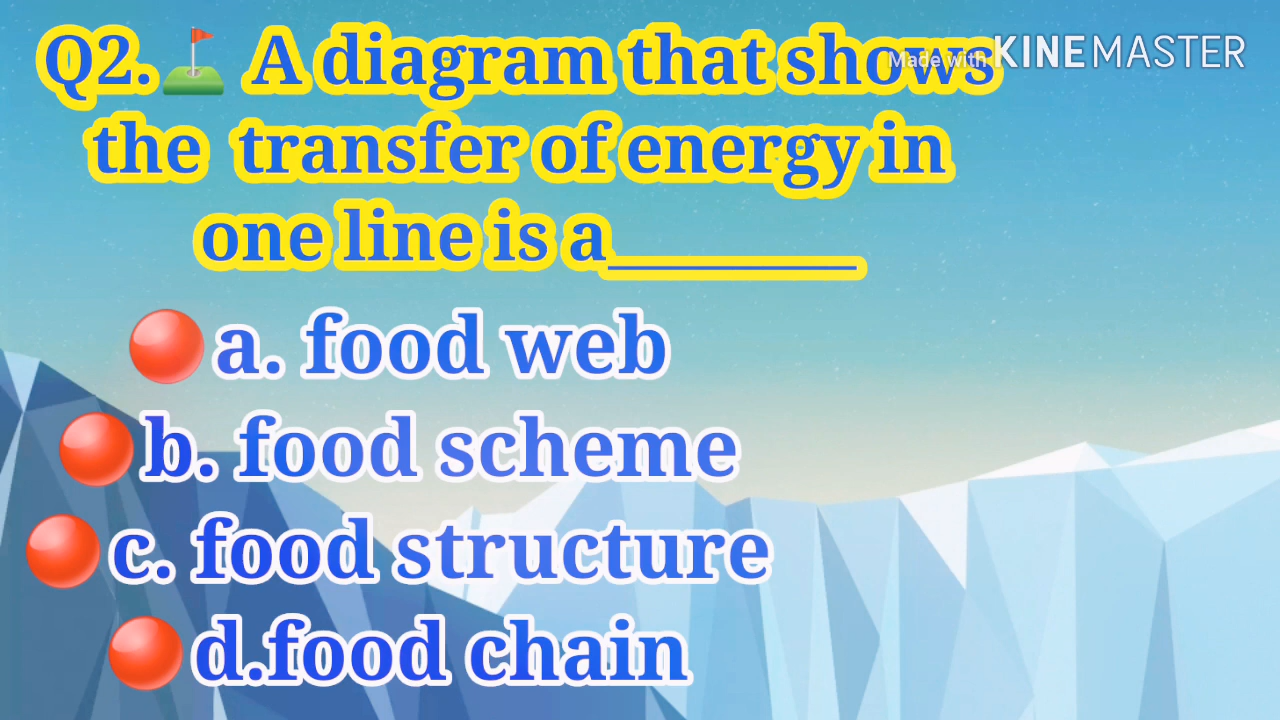 Q2.⛳ A diagram that shows
Made with KINEMASTER
the transfer of energy in
one line is a_________
🔴a. food web
🔴b. food scheme
🔴c. food structure
🔴d.food chain